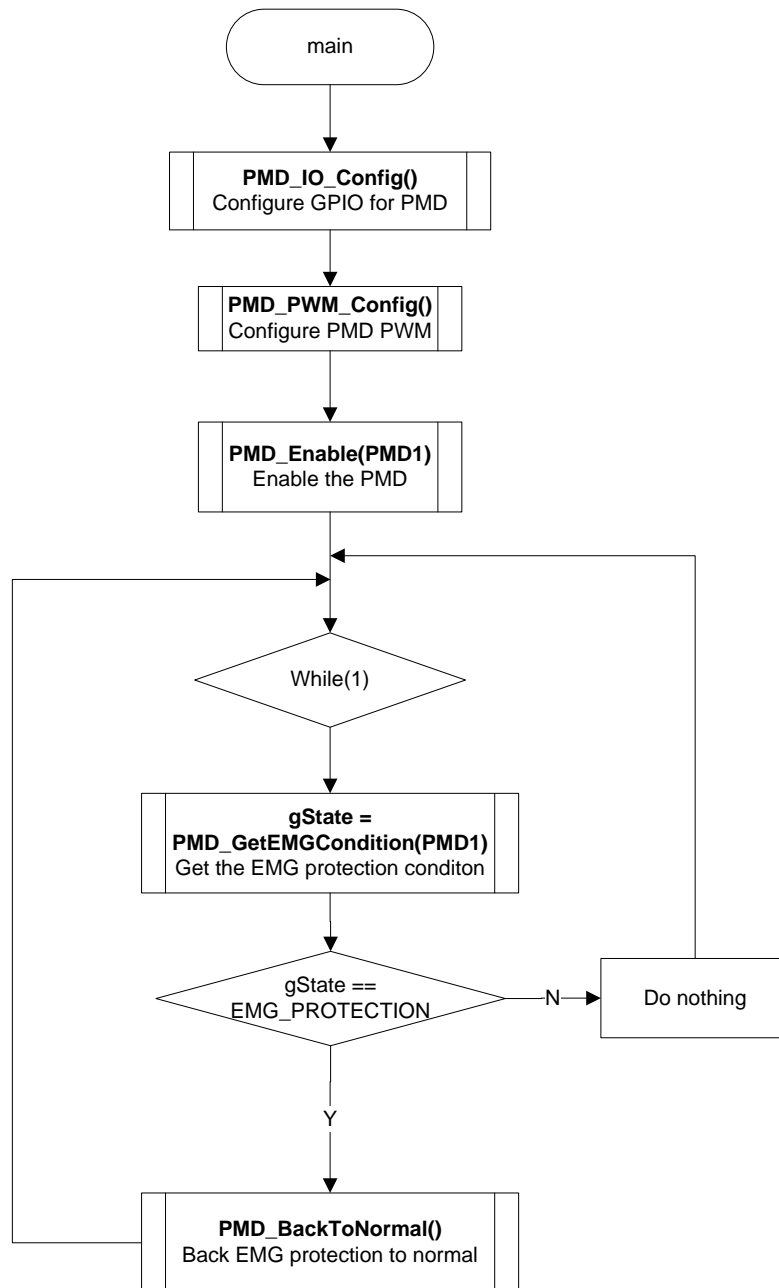 main
PMD_IO_Config()
Configure GPIO for PMD
PMD_PWM_Config()
Configure PMD PWM
PMD_Enable(PMD1)
Enable the PMD
While(1)
gState =
PMD_GetEMGCondition(PMD1)
Get the EMG protection conditon
gState ==
EMG_PROTECTION
N
Do nothing
Y
PMD_BackToNormal()
Back EMG protection to normal